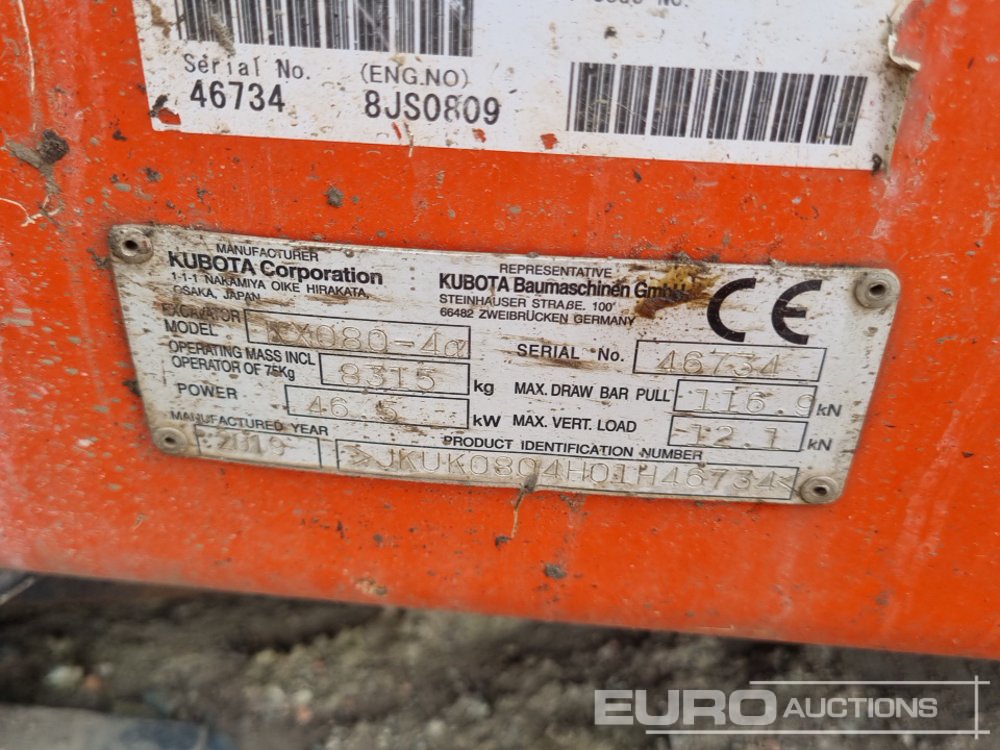 Serial No. (ENG.NO)
46734 8JS0809
MANUFACTURER
KUBOTA Corporation
1-1-1 NAKAMIYA OIKE HIRAKATA,
OSAKA, JAPAN
REPRESENTATIVE
KUBOTA Baumaschinen GmbH
STEINHAUSER STRAßE. 100
66482 ZWEIBRÜCKEN GERMANY
CE
EXCAVATOR
MODEL KX080-4α
SERIAL No. 46734
OPERATING MASS INCL
OPERATOR OF 75Kg 8315 kg
MAX. DRAW BAR PULL 116.9 kN
POWER 46.5 kW
MAX. VERT. LOAD 12.1 kN
MANUFACTURED YEAR
2019
PRODUCT IDENTIFICATION NUMBER
>JKUK0804H01H46734<
EURO AUCTIONS